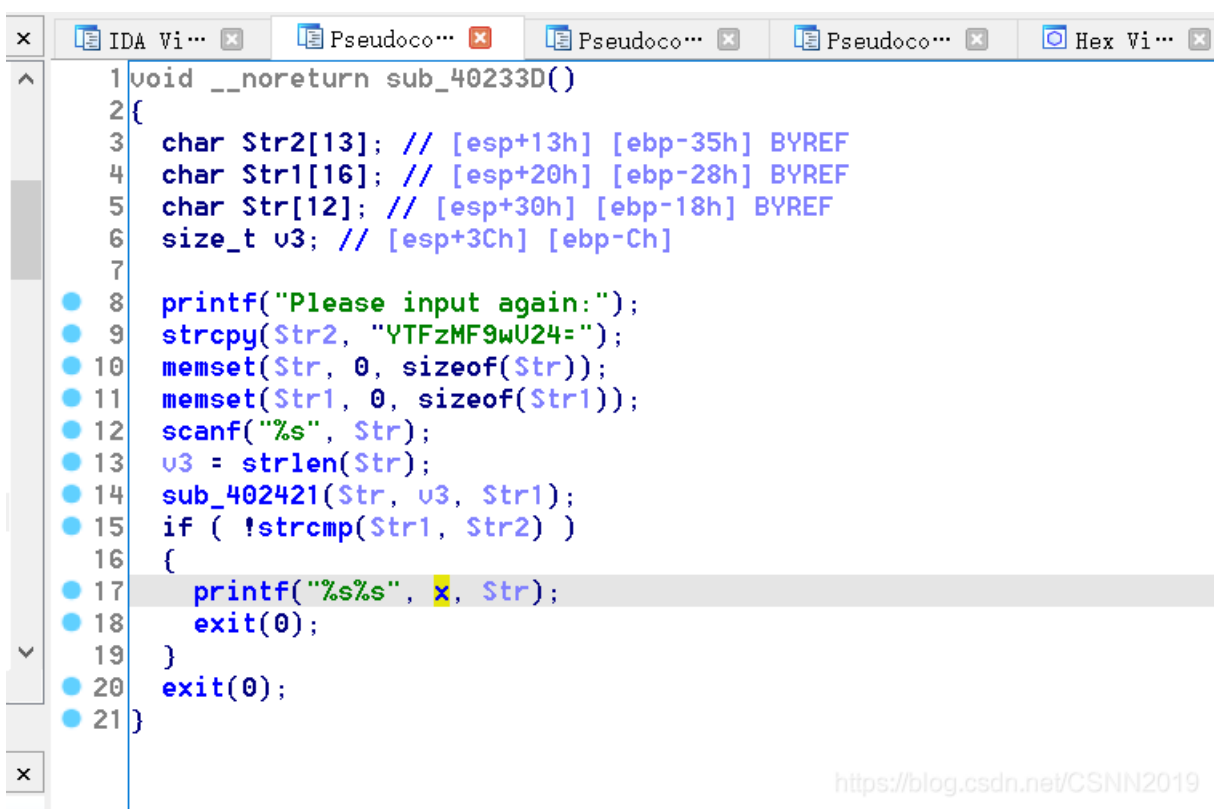 IDA Vi… Pseudoco… Pseudoco… Pseudoco… Hex Vi…
1 void __noreturn sub_40233D()
2 {
3 char Str2[13]; // [esp+13h] [ebp-35h] BYREF
4 char Str1[16]; // [esp+20h] [ebp-28h] BYREF
5 char Str[12]; // [esp+30h] [ebp-18h] BYREF
6 size_t v3; // [esp+3Ch] [ebp-Ch]
7
8 printf("Please input again:");
9 strcpy(Str2, "YTFzMF9wV24=");
10 memset(Str, 0, sizeof(Str));
11 memset(Str1, 0, sizeof(Str1));
12 scanf("%s", Str);
13 v3 = strlen(Str);
14 sub_402421(Str, v3, Str1);
15 if ( !strcmp(Str1, Str2) )
16 {
17 printf("%s%s", x, Str);
18 exit(0);
19 }
20 exit(0);
21 }
https://blog.csdn.net/CSNN2019